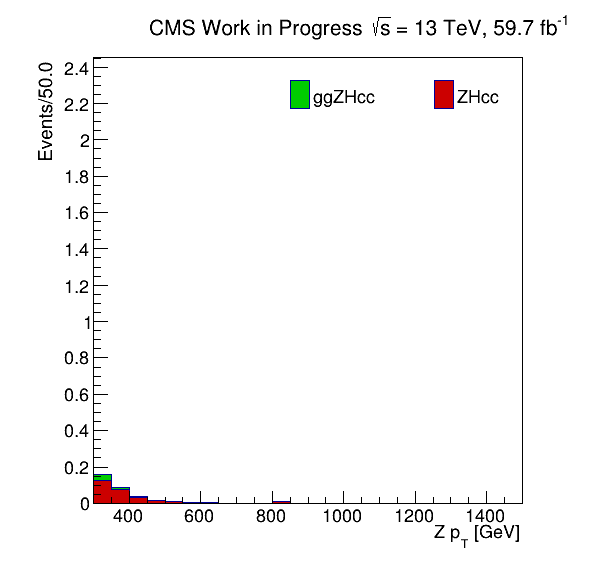 CMS Work in Progress √s = 13 TeV, 59.7 fb⁻¹
Events/50.0
2.4
2.2
2
1.8
1.6
1.4
1.2
1
0.8
0.6
0.4
0.2
0
ggZHcc ZHcc
400 600 800 1000 1200 1400
Z p_T [GeV]